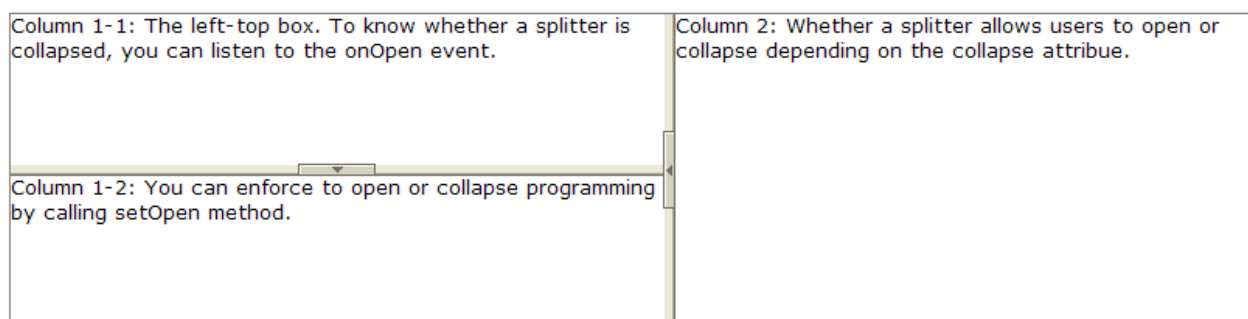 Column 1-1: The left-top box. To know whether a splitter is
collapsed, you can listen to the onOpen event.
Column 1-2: You can enforce to open or collapse programming
by calling setOpen method.
Column 2: Whether a splitter allows users to open or
collapse depending on the collapse attribue.